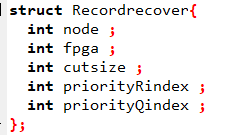 struct Recordrecover{
int node ;
int fpga ;
int cutsize ;
int priorityRindex ;
int priorityQindex ;
};